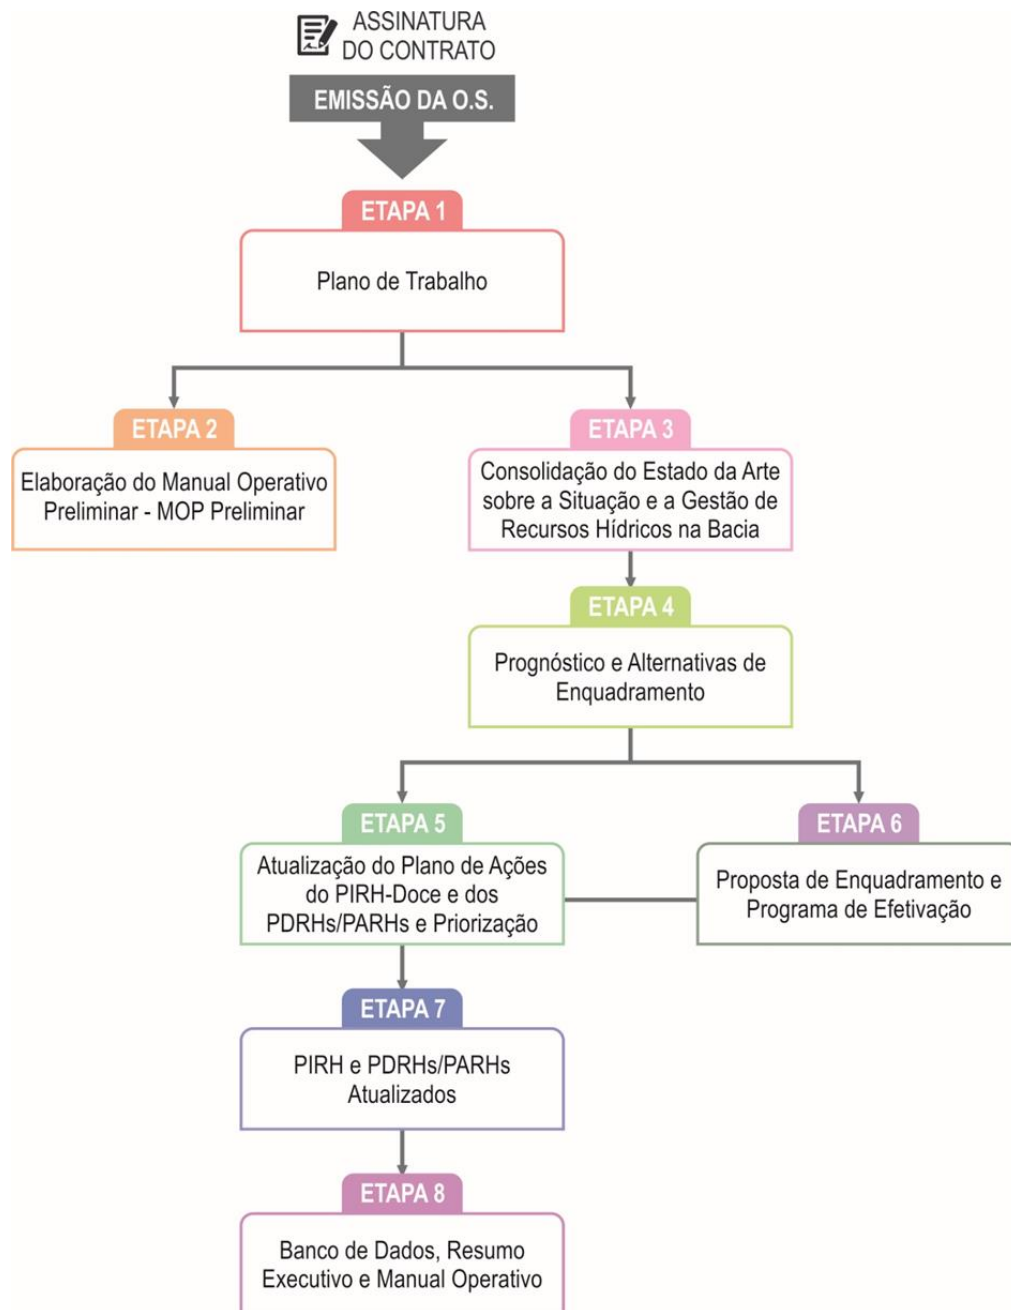 ASSINATURA
DO CONTRATO
EMISSÃO DA O.S.
ETAPA 1
Plano de Trabalho
ETAPA 2
Elaboração do Manual Operativo
Preliminar - MOP Preliminar
ETAPA 3
Consolidação do Estado da Arte
sobre a Situação e a Gestão de
Recursos Hídricos na Bacia
ETAPA 4
Prognóstico e Alternativas de
Enquadramento
ETAPA 5
Atualização do Plano de Ações
do PIRH-Doce e dos
PDRHs/PARHs e Priorização
ETAPA 6
Proposta de Enquadramento e
Programa de Efetivação
ETAPA 7
PIRH e PDRHs/PARHs
Atualizados
ETAPA 8
Banco de Dados, Resumo
Executivo e Manual Operativo